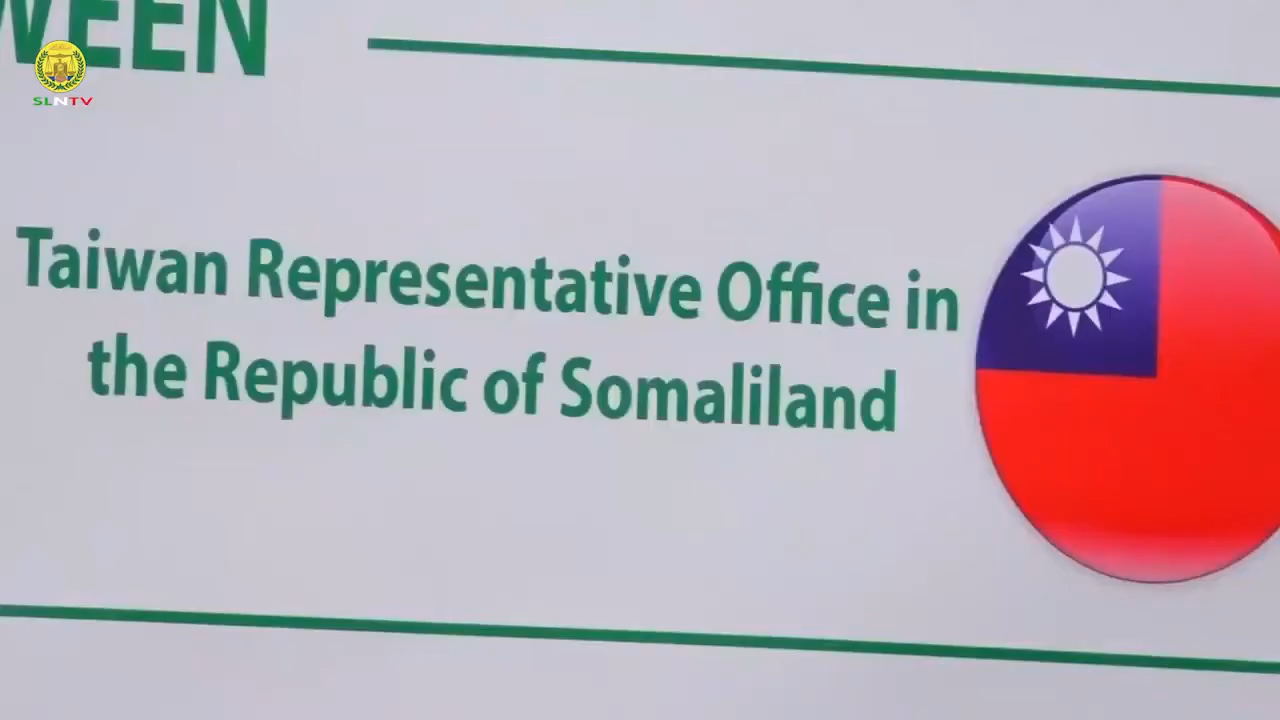 WEEN
SLNTV
Taiwan Representative Office in
the Republic of Somaliland